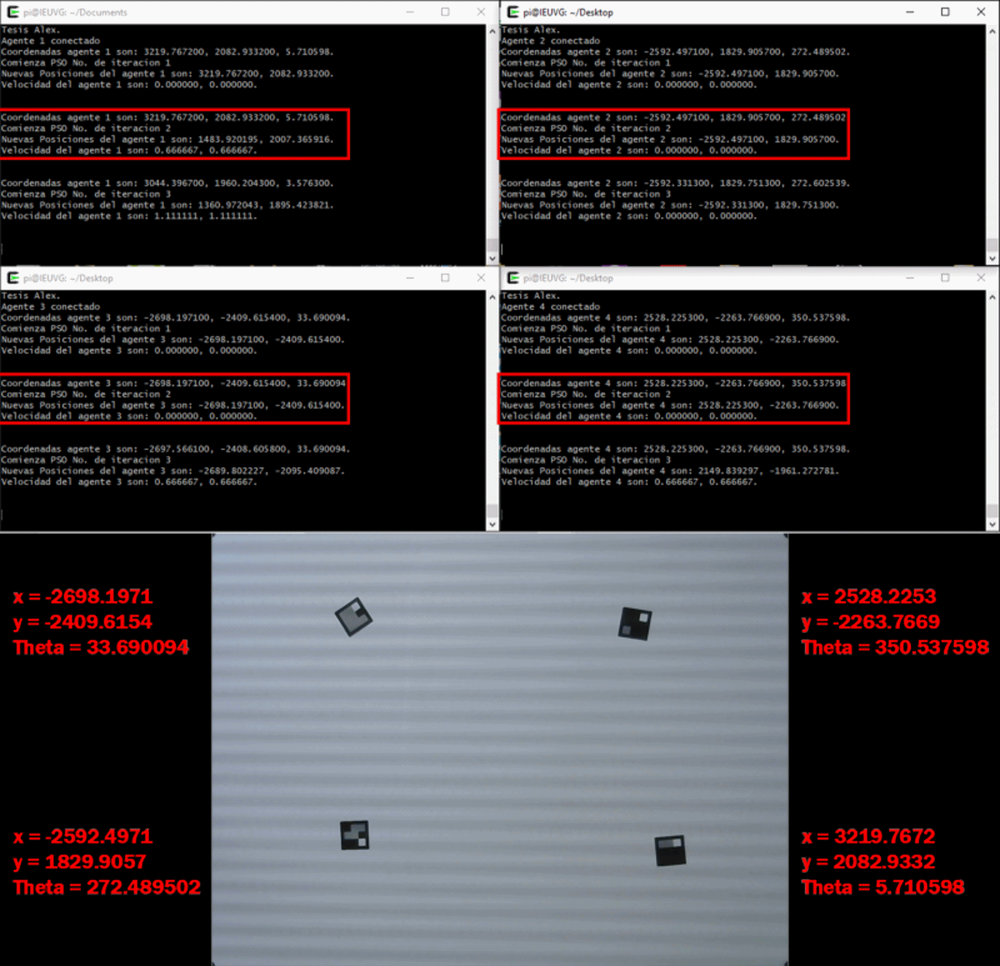 pi@IEUVG: ~/Documents
Tesis Alex.
Agente 1 conectado
Coordenadas agente 1 son: 3219.767200, 2082.933200, 5.710598.
Comienza PSO No. de iteracion 1
Nuevas Posiciones del agente 1 son: 3219.767200, 2082.933200.
Velocidad del agente 1 son: 0.000000, 0.000000.
Coordenadas agente 1 son: 3219.767200, 2082.933200, 5.710598.
Comienza PSO No. de iteracion 2
Nuevas Posiciones del agente 1 son: 1483.920195, 2007.365916.
Velocidad del agente 1 son: 0.666667, 0.666667.
Coordenadas agente 1 son: 3044.396700, 1960.204300, 3.576300.
Comienza PSO No. de iteracion 3
Nuevas Posiciones del agente 1 son: 1360.972043, 1895.423821.
Velocidad del agente 1 son: 1.111111, 1.111111.
pi@IEUVG: ~/Desktop
Tesis Alex.
Agente 2 conectado
Coordenadas agente 2 son: -2592.497100, 1829.905700, 272.489502.
Comienza PSO No. de iteracion 1
Nuevas Posiciones del agente 2 son: -2592.497100, 1829.905700.
Velocidad del agente 2 son: 0.000000, 0.000000.
Coordenadas agente 2 son: -2592.497100, 1829.905700, 272.489502
Comienza PSO No. de iteracion 2
Nuevas Posiciones del agente 2 son: -2592.497100, 1829.905700.
Velocidad del agente 2 son: 0.000000, 0.000000.
Coordenadas agente 2 son: -2592.331300, 1829.751300, 272.602539.
Comienza PSO No. de iteracion 3
Nuevas Posiciones del agente 2 son: -2592.331300, 1829.751300.
Velocidad del agente 2 son: 0.000000, 0.000000.
pi@IEUVG: ~/Desktop
Tesis Alex.
Agente 3 conectado
Coordenadas agente 3 son: -2698.197100, -2409.615400, 33.690094.
Comienza PSO No. de iteracion 1
Nuevas Posiciones del agente 3 son: -2698.197100, -2409.615400.
Velocidad del agente 3 son: 0.000000, 0.000000.
Coordenadas agente 3 son: -2698.197100, -2409.615400, 33.690094
Comienza PSO No. de iteracion 2
Nuevas Posiciones del agente 3 son: -2698.197100, -2409.615400.
Velocidad del agente 3 son: 0.000000, 0.000000.
Coordenadas agente 3 son: -2697.566100, -2408.605800, 33.690094.
Comienza PSO No. de iteracion 3
Nuevas Posiciones del agente 3 son: -2689.802227, -2095.409087.
Velocidad del agente 3 son: 0.666667, 0.666667.
pi@IEUVG: ~/Desktop
Tesis Alex.
Agente 4 conectado
Coordenadas agente 4 son: 2528.225300, -2263.766900, 350.537598.
Comienza PSO No. de iteracion 1
Nuevas Posiciones del agente 4 son: 2528.225300, -2263.766900.
Velocidad del agente 4 son: 0.000000, 0.000000.
Coordenadas agente 4 son: 2528.225300, -2263.766900, 350.537598
Comienza PSO No. de iteracion 2
Nuevas Posiciones del agente 4 son: 2528.225300, -2263.766900.
Velocidad del agente 4 son: 0.000000, 0.000000.
Coordenadas agente 4 son: 2528.225300, -2263.766900, 350.537598.
Comienza PSO No. de iteracion 3
Nuevas Posiciones del agente 4 son: 2149.839297, -1961.272781.
Velocidad del agente 4 son: 0.666667, 0.666667.
x = -2698.1971
y = -2409.6154
Theta = 33.690094
x = 2528.2253
y = -2263.7669
Theta = 350.537598
x = -2592.4971
y = 1829.9057
Theta = 272.489502
x = 3219.7672
y = 2082.9332
Theta = 5.710598